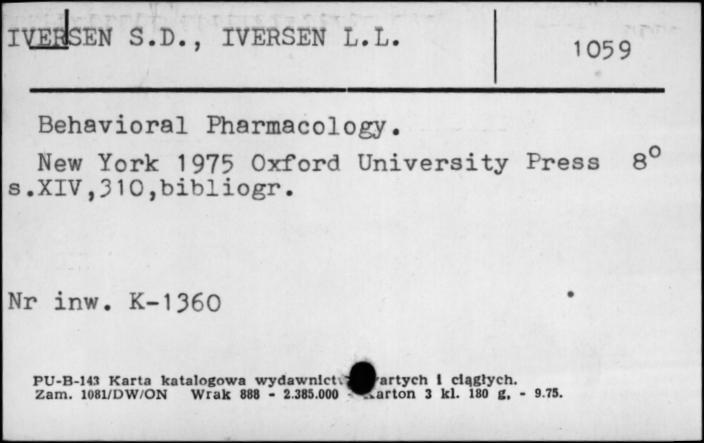 IVERSEN S.D., IVERSEN L.L.
1059
Behavioral Pharmacology.
New York 1975 Oxford University Press 8°
s.XIV,310,bibliogr.
Nr inw. K-1360
PU-B-143 Karta katalogowa wydawnict artych i ciągłych.
Zam. 1081/DW/ON Wrak 888 - 2.385.000 - arton 3 kl. 180 g, - 9.75.